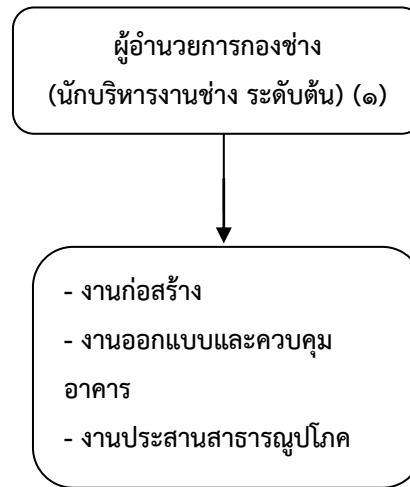 ผู้อำนวยการกองช่าง
(นักบริหารงานช่าง ระดับต้น) (๑)
- งานก่อสร้าง
- งานออกแบบและควบคุม
อาคาร
- งานประสานสาธารณูปโภค